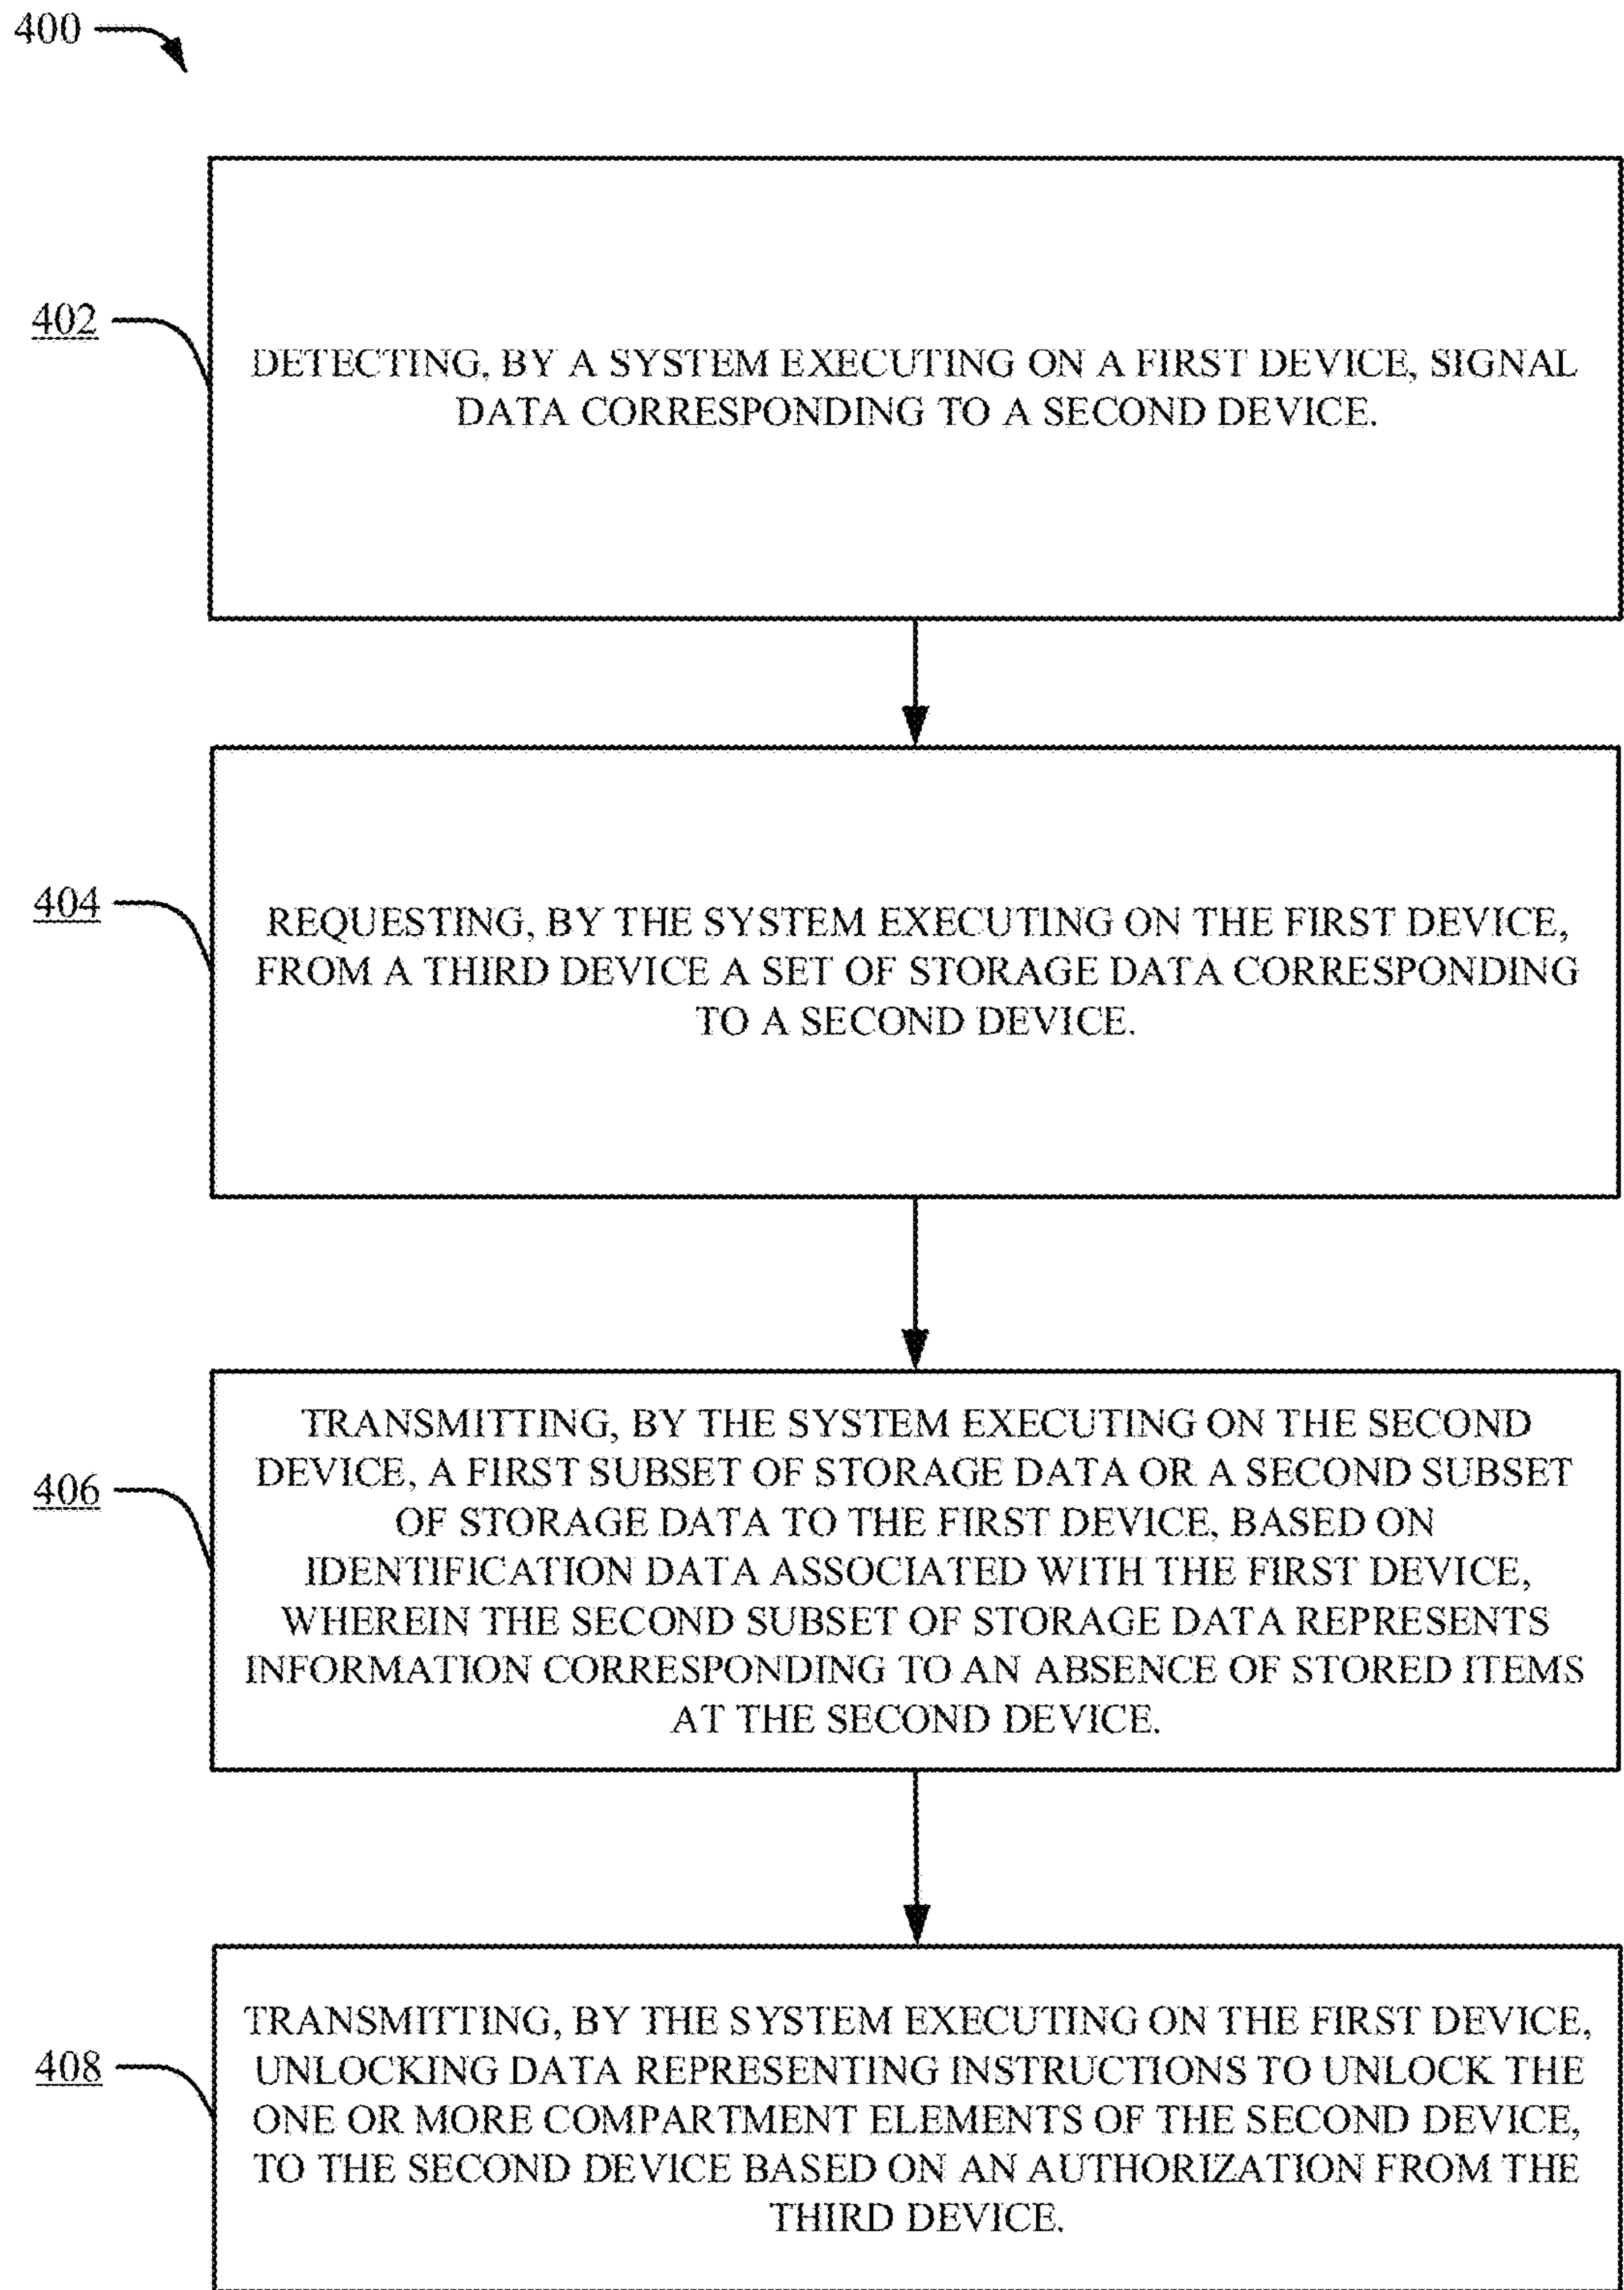 400
402
DETECTING, BY A SYSTEM EXECUTING ON A FIRST DEVICE, SIGNAL
DATA CORRESPONDING TO A SECOND DEVICE.
404
REQUESTING, BY THE SYSTEM EXECUTING ON THE FIRST DEVICE,
FROM A THIRD DEVICE A SET OF STORAGE DATA CORRESPONDING
TO A SECOND DEVICE.
406
TRANSMITTING, BY THE SYSTEM EXECUTING ON THE SECOND
DEVICE, A FIRST SUBSET OF STORAGE DATA OR A SECOND SUBSET
OF STORAGE DATA TO THE FIRST DEVICE, BASED ON
IDENTIFICATION DATA ASSOCIATED WITH THE FIRST DEVICE,
WHEREIN THE SECOND SUBSET OF STORAGE DATA REPRESENTS
INFORMATION CORRESPONDING TO AN ABSENCE OF STORED ITEMS
AT THE SECOND DEVICE.
408
TRANSMITTING, BY THE SYSTEM EXECUTING ON THE FIRST DEVICE,
UNLOCKING DATA REPRESENTING INSTRUCTIONS TO UNLOCK THE
ONE OR MORE COMPARTMENT ELEMENTS OF THE SECOND DEVICE,
TO THE SECOND DEVICE BASED ON AN AUTHORIZATION FROM THE
THIRD DEVICE.